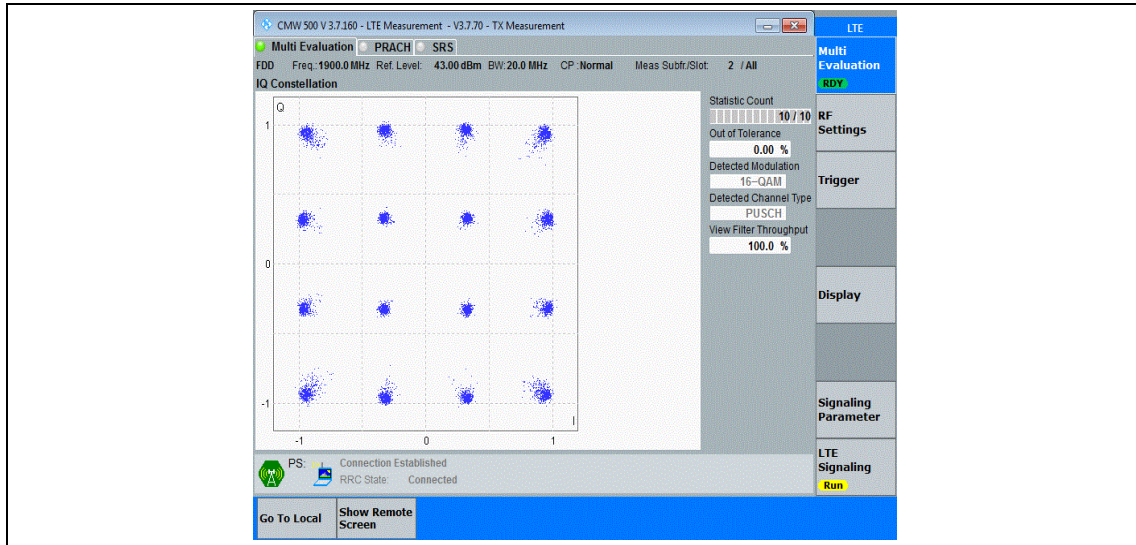 CMW 500 V 3.7.160 - LTE Measurement - V3.7.70 - TX Measurement
LTE
Multi Evaluation PRACH SRS
FDD Freq.:1900.0 MHz Ref. Level: 43.00 dBm BW:20.0 MHz CP :Normal Meas Subfr./Slot: 2 / All
IQ Constellation
Q
1
0
-1
-1 0 1
I
Statistic Count
10 / 10
Out of Tolerance
0.00 %
Detected Modulation
16-QAM
Detected Channel Type
PUSCH
View Filter Throughput
100.0 %
Multi
Evaluation
RDY
RF
Settings
Trigger
Display
Signaling
Parameter
LTE
Signaling
Run
PS: Connection Established
RRC State: Connected
Go To Local
Show Remote
Screen